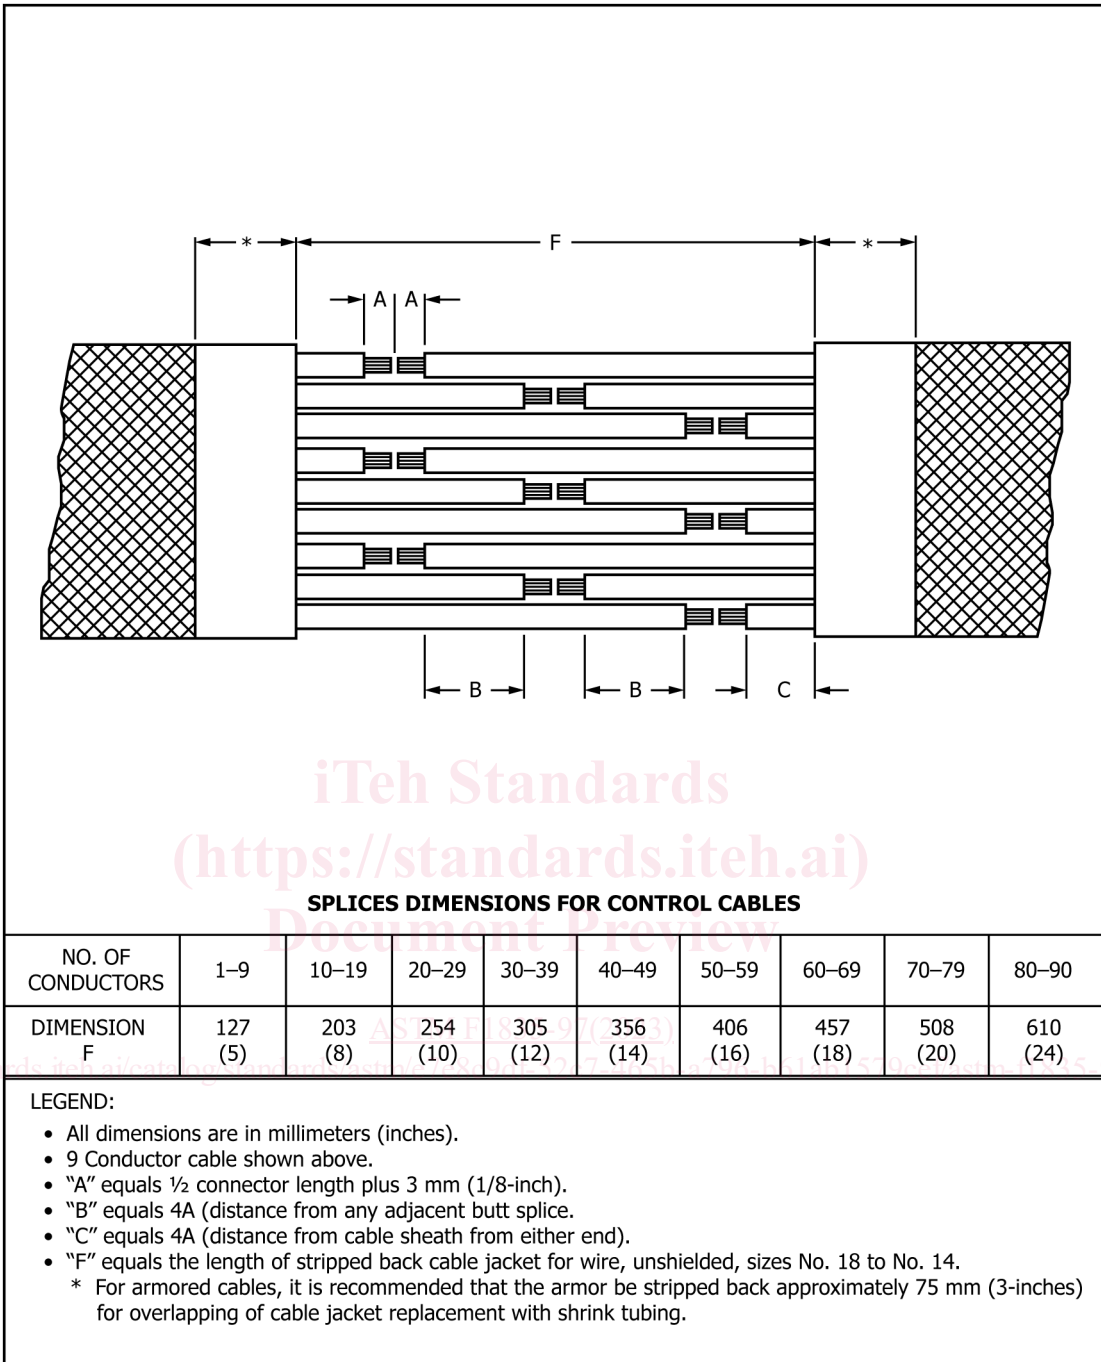 * F *
A A
B B C
iTeh Standards
(https://standards.iteh.ai)
SPLICES DIMENSIONS FOR CONTROL CABLES
Document Preview
NO. OF CONDUCTORS 1–9 10–19 20–29 30–39 40–49 50–59 60–69 70–79 80–90
DIMENSION F 127 (5) 203 (8) 254 (10) 305 (12) 356 (14) 406 (16) 457 (18) 508 (20) 610 (24)
LEGEND:
• All dimensions are in millimeters (inches).
• 9 Conductor cable shown above.
• "A" equals ½ connector length plus 3 mm (1/8-inch).
• "B" equals 4A (distance from any adjacent butt splice.
• "C" equals 4A (distance from cable sheath from either end).
• "F" equals the length of stripped back cable jacket for wire, unshielded, sizes No. 18 to No. 14.
* For armored cables, it is recommended that the armor be stripped back approximately 75 mm (3-inches)
for overlapping of cable jacket replacement with shrink tubing.